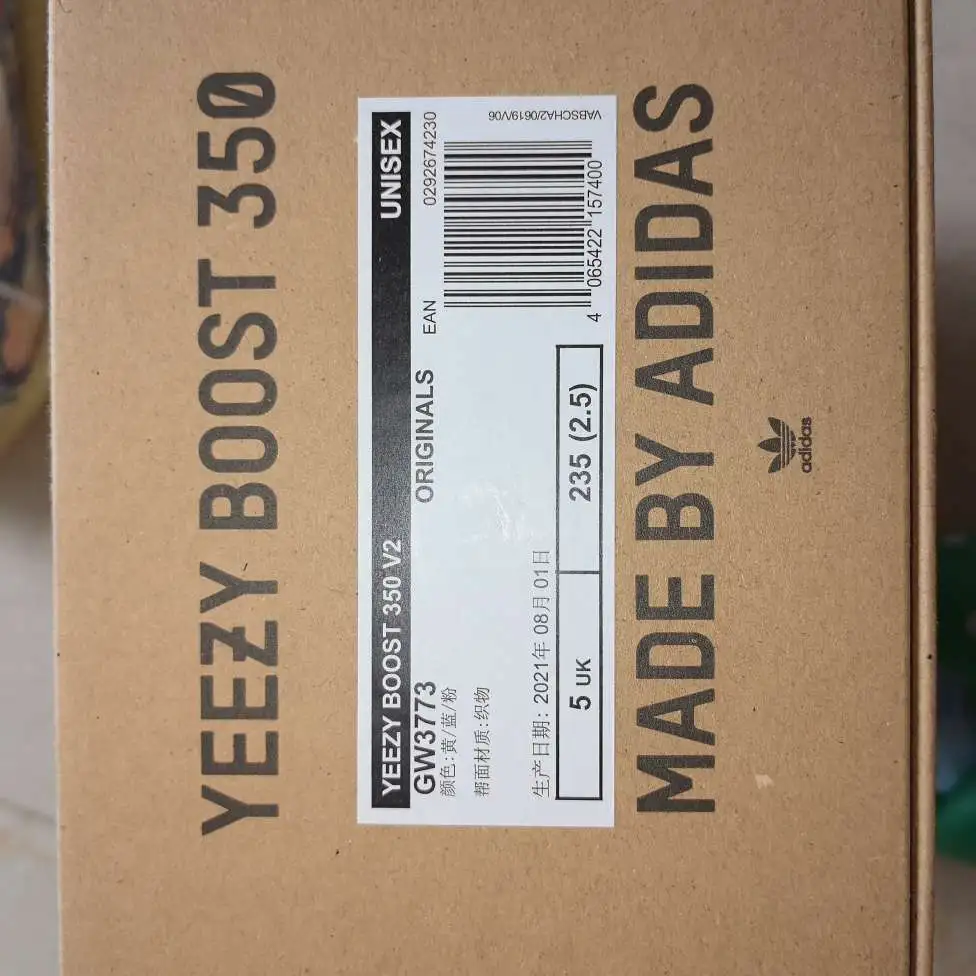 YEEZY BOOST 350
YEEZY BOOST 350 V2 UNISEX
GW3773 ORIGINALS EAN 0292674230
颜色:黄/蓝/粉
帮面材质:织物
生产日期: 2021年 08月 01日
5 UK 235 (2.5)
4 065422 157400
VABSCHA2/0619/V06
MADE BY ADIDAS
adidas